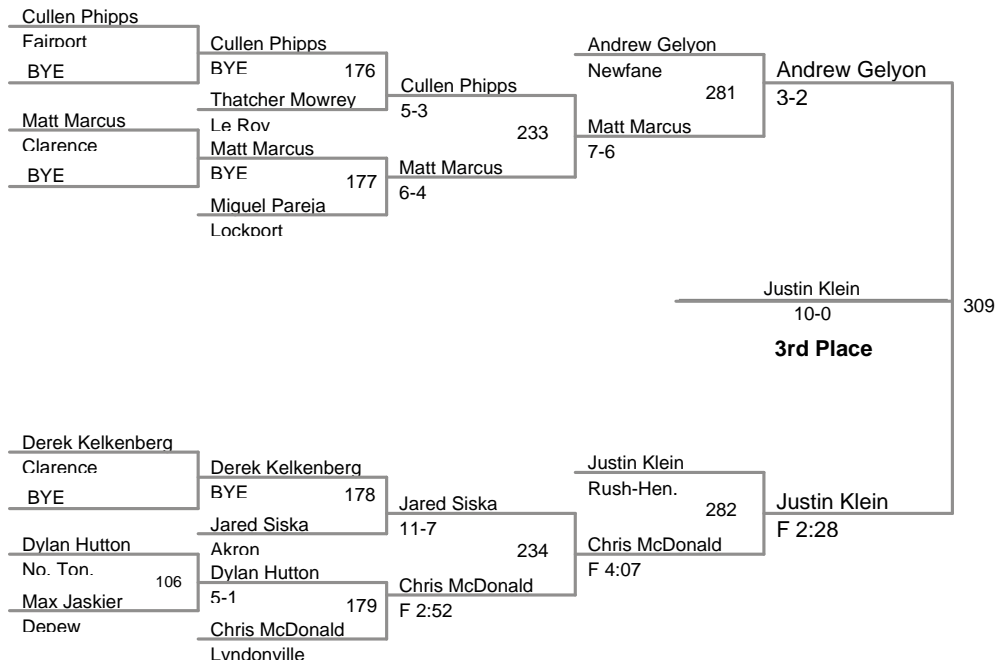 Cullen Phipps
Fairport
BYE
Cullen Phipps
BYE
176
Thatcher Mowrey
Le Roy
Matt Marcus
Clarence
BYE
Matt Marcus
BYE
177
Miguel Pareja
Lockport
Cullen Phipps
5-3
233
Matt Marcus
6-4
Andrew Gelyon
Newfane
281
Matt Marcus
7-6
Andrew Gelyon
3-2
Justin Klein
10-0
3rd Place
309
Derek Kelkenberg
Clarence
BYE
Derek Kelkenberg
BYE
178
Jared Siska
Akron
Dylan Hutton
No. Ton.
106
Max Jaskier
Depew
Dylan Hutton
5-1
179
Chris McDonald
Lyndonville
Jared Siska
11-7
234
Chris McDonald
F 2:52
Justin Klein
Rush-Hen.
282
Chris McDonald
F 4:07
Justin Klein
F 2:28